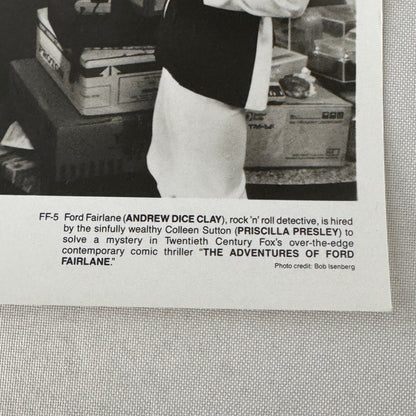 FF-5 Ford Fairlane (ANDREW DICE CLAY), rock 'n' roll detective, is hired
by the sinfully wealthy Colleen Sutton (PRISCILLA PRESLEY) to
solve a mystery in Twentieth Century Fox's over-the-edge
contemporary comic thriller "THE ADVENTURES OF FORD
FAIRLANE."
Photo credit: Bob Isenberg